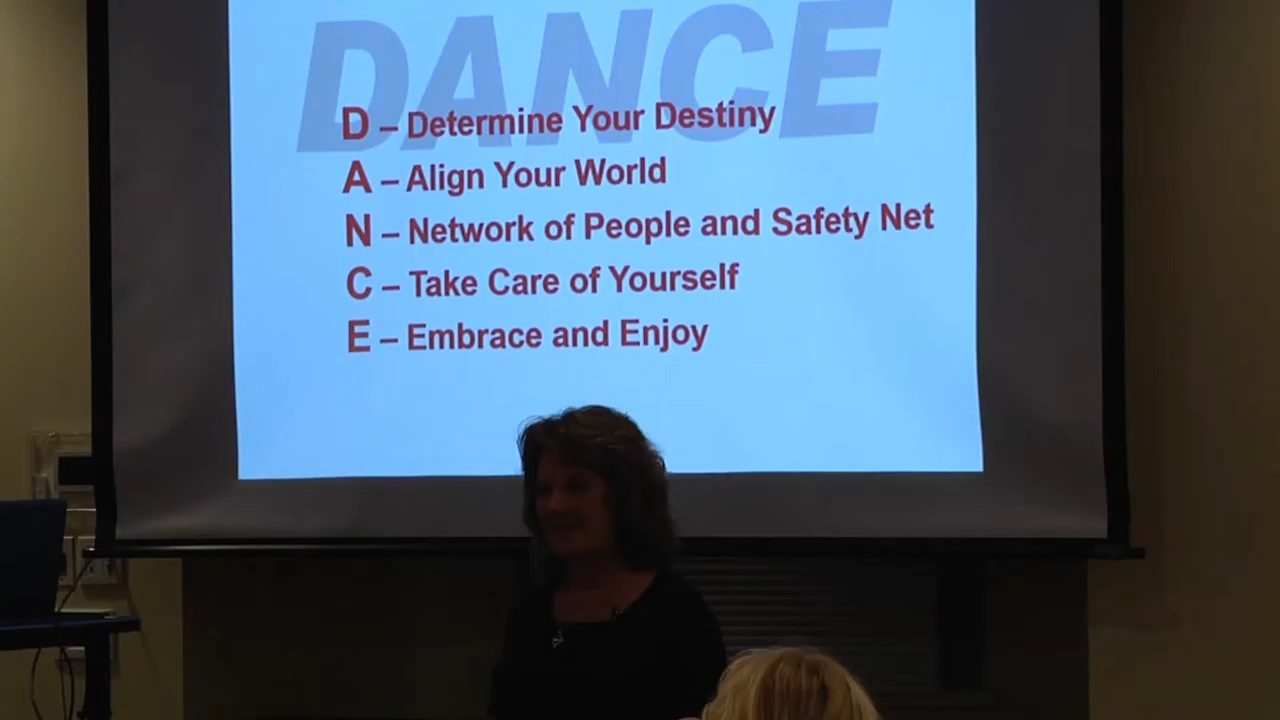 DANCE
D – Determine Your Destiny
A – Align Your World
N – Network of People and Safety Net
C – Take Care of Yourself
E – Embrace and Enjoy